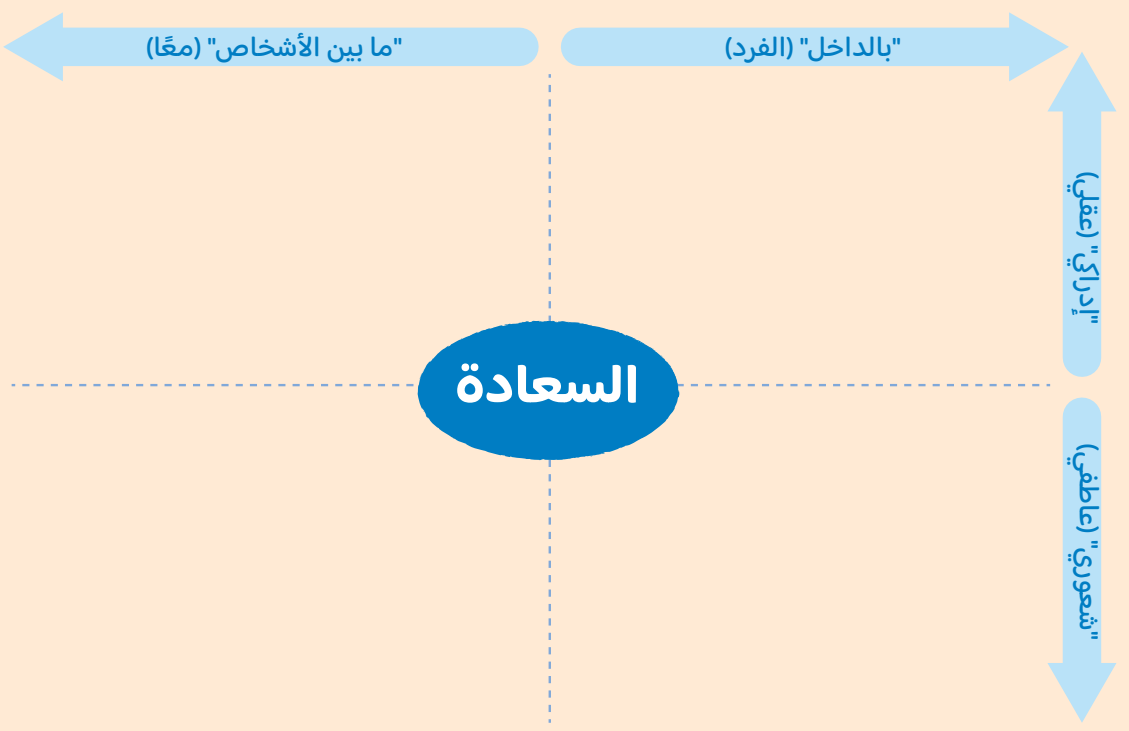 "بالداخل" (الفرد)
"ما بين الأشخاص" (معًا)
"إدراكي" (عقلي)
السعادة
"شعوري" (عاطفي)